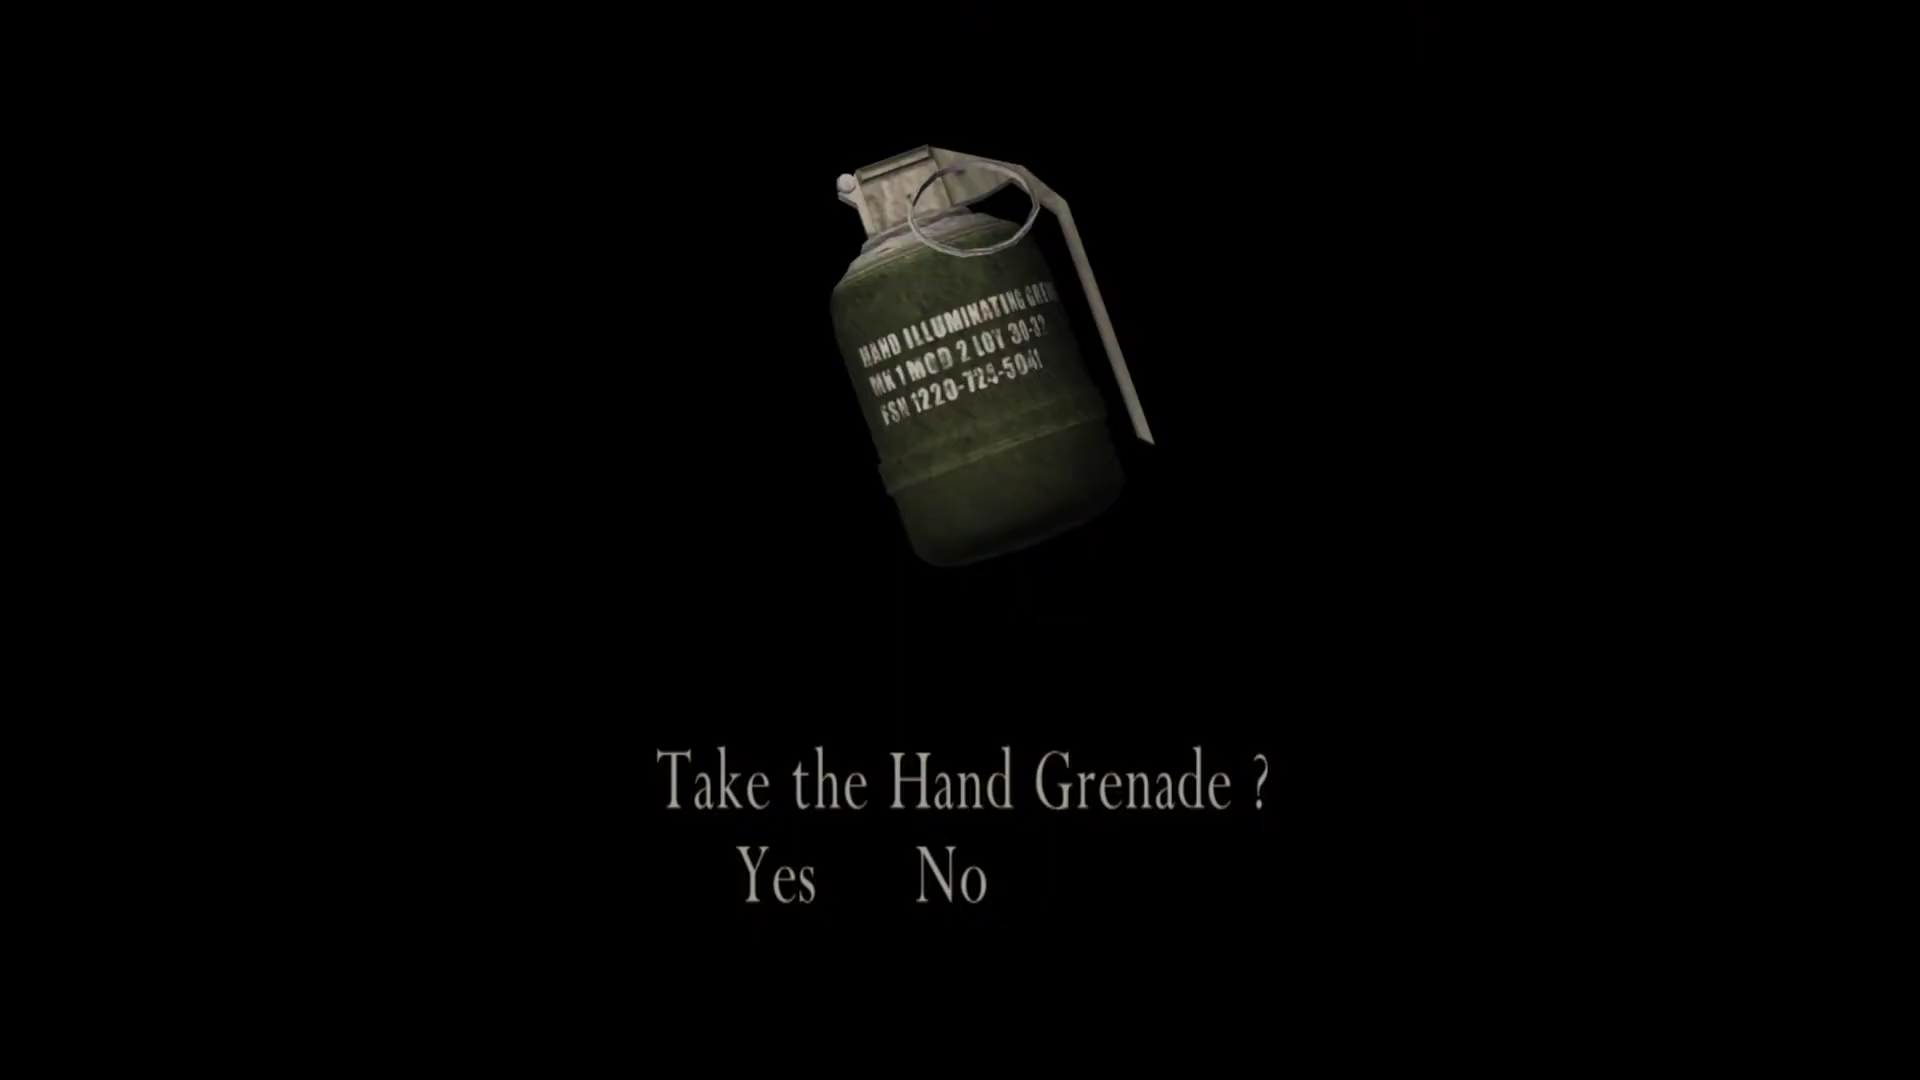 HAND ILLUMINATING GREN
MK 1 MOD 2 LOT 30-32
FSN 1220-724-5041
Take the Hand Grenade ?
Yes No